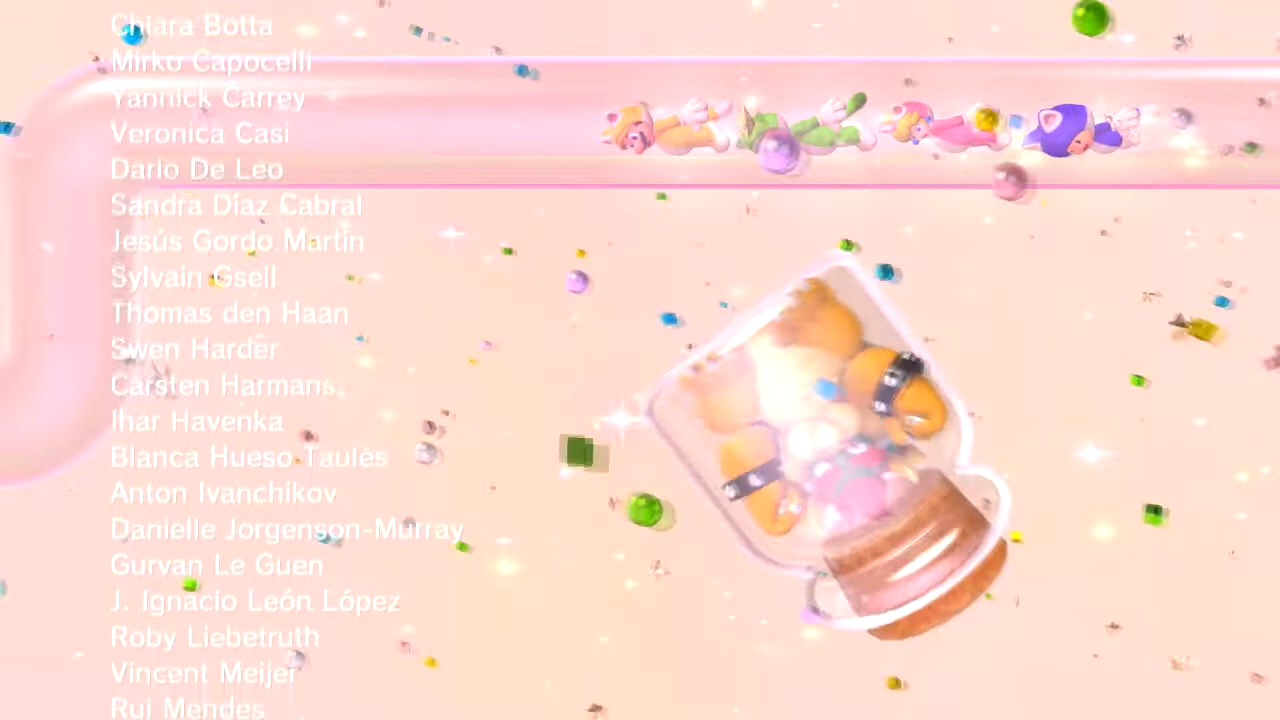 Chiara Botta
Mirko Capocelli
Yannick Carrey
Veronica Casi
Dario De Leo
Sandra Díaz Cabral
Jesús Gordo Martín
Sylvain Gsell
Thomas den Haan
Swen Harder
Carsten Harmans
Ihar Havenka
Blanca Hueso Taulés
Anton Ivanchikov
Danielle Jorgenson-Murray
Gurvan Le Guen
J. Ignacio León López
Roby Liebetruth
Vincent Meijer
Rui Mendes